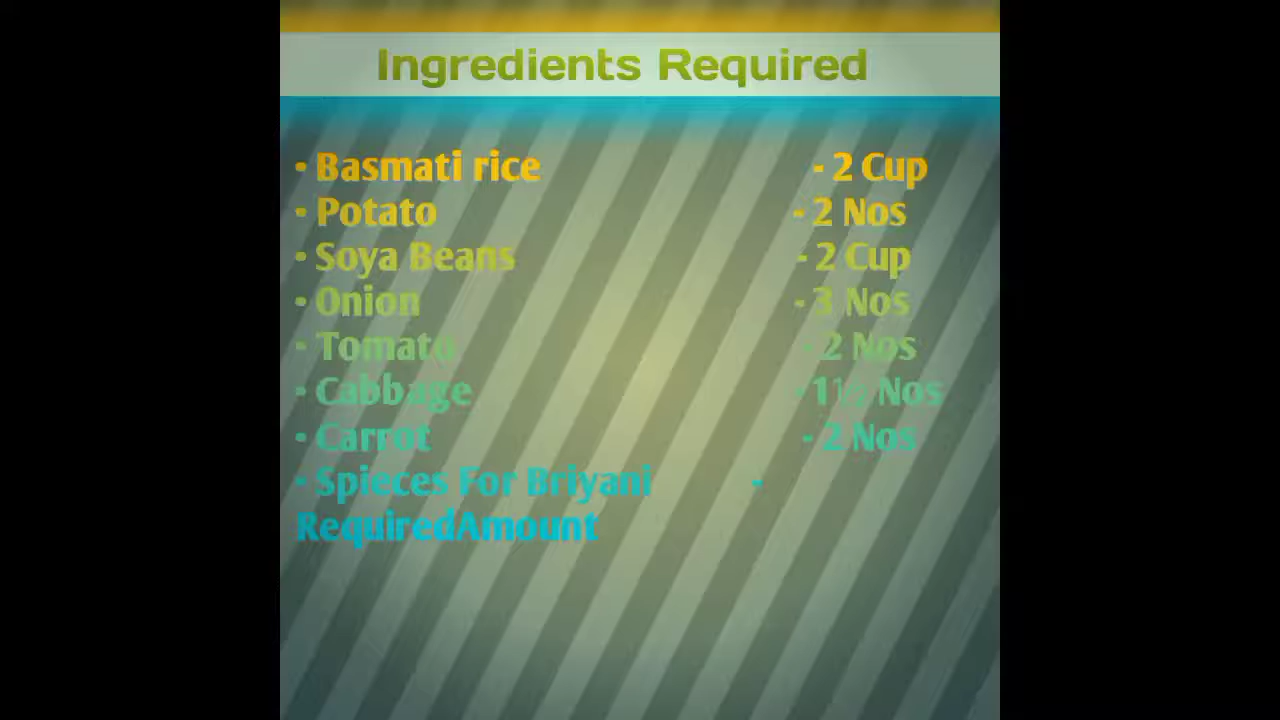 Ingredients Required
• Basmati rice - 2 Cup
• Potato - 2 Nos
• Soya Beans - 2 Cup
• Onion - 3 Nos
• Tomato - 2 Nos
• Cabbage - 1½ Nos
• Carrot - 2 Nos
• Spieces For Briyani -
RequiredAmount